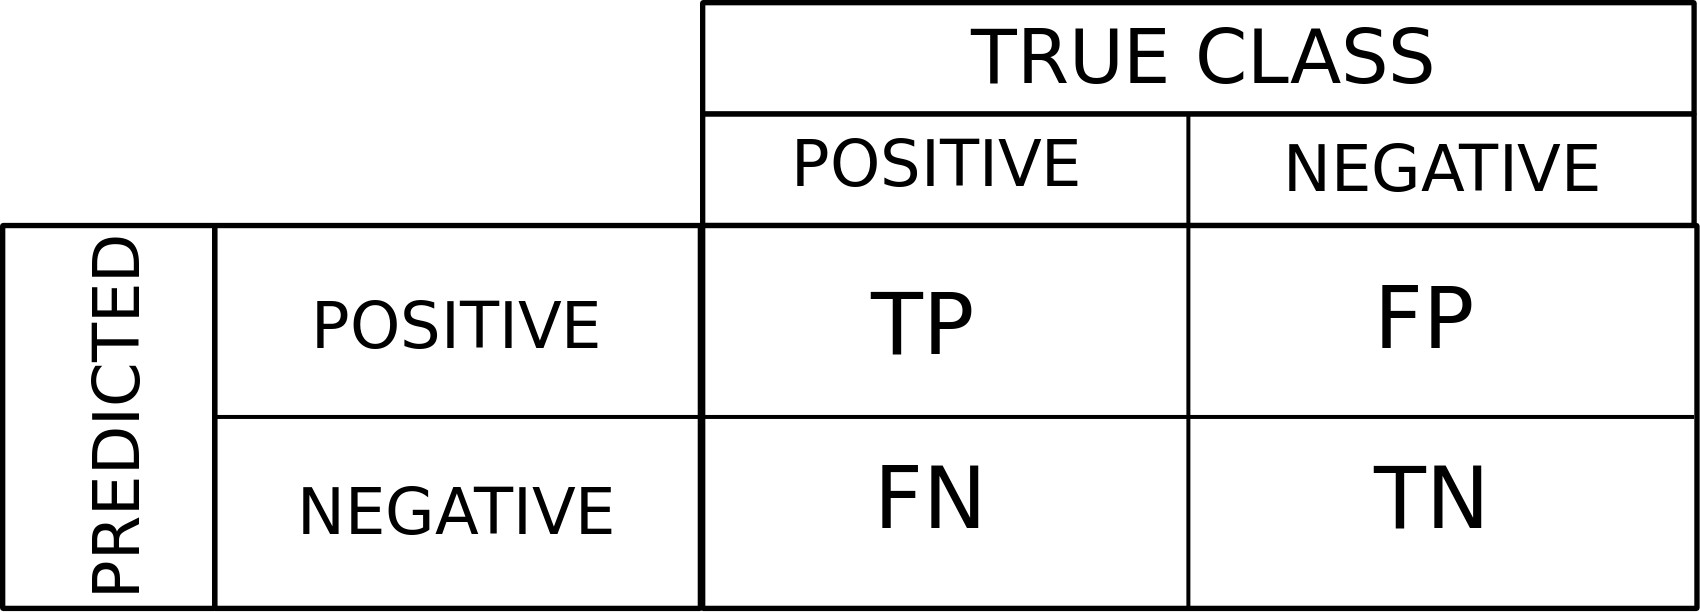 TRUE CLASS
POSITIVE NEGATIVE
PREDICTED
POSITIVE TP FP
NEGATIVE FN TN